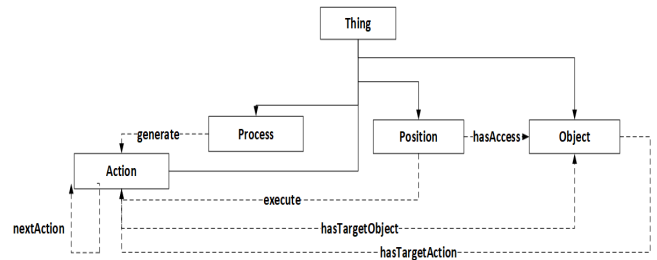 Thing
generate
Process
Position
hasAccess
Object
Action
execute
nextAction
hasTargetObject
hasTargetAction